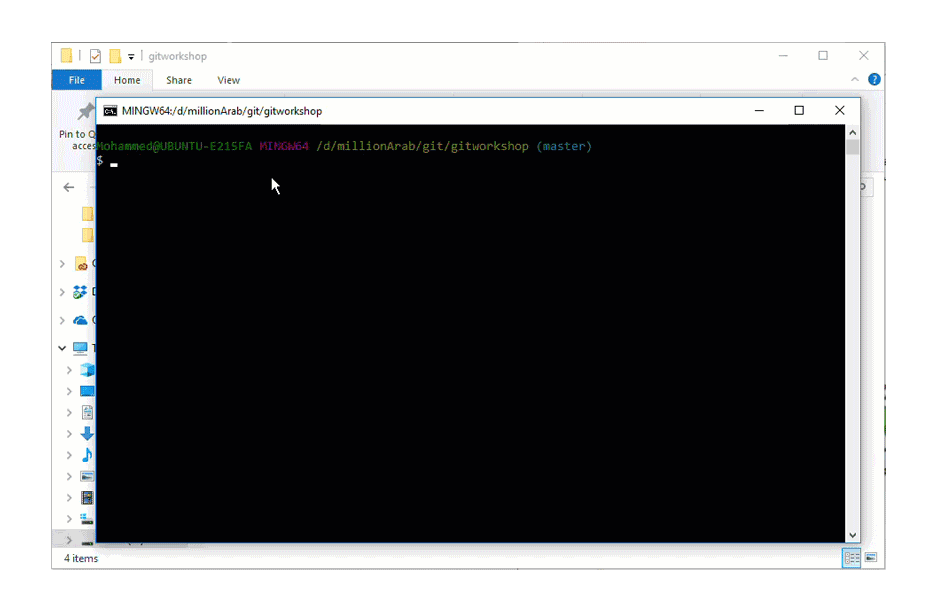 gitworkshop
File Home Share View
MINGW64:/d/millionArab/git/gitworkshop
Pin to Q
acces
Mohammed@UBUNTU-E215FA MINGW64 /d/millionArab/git/gitworkshop (master)
$
4 items